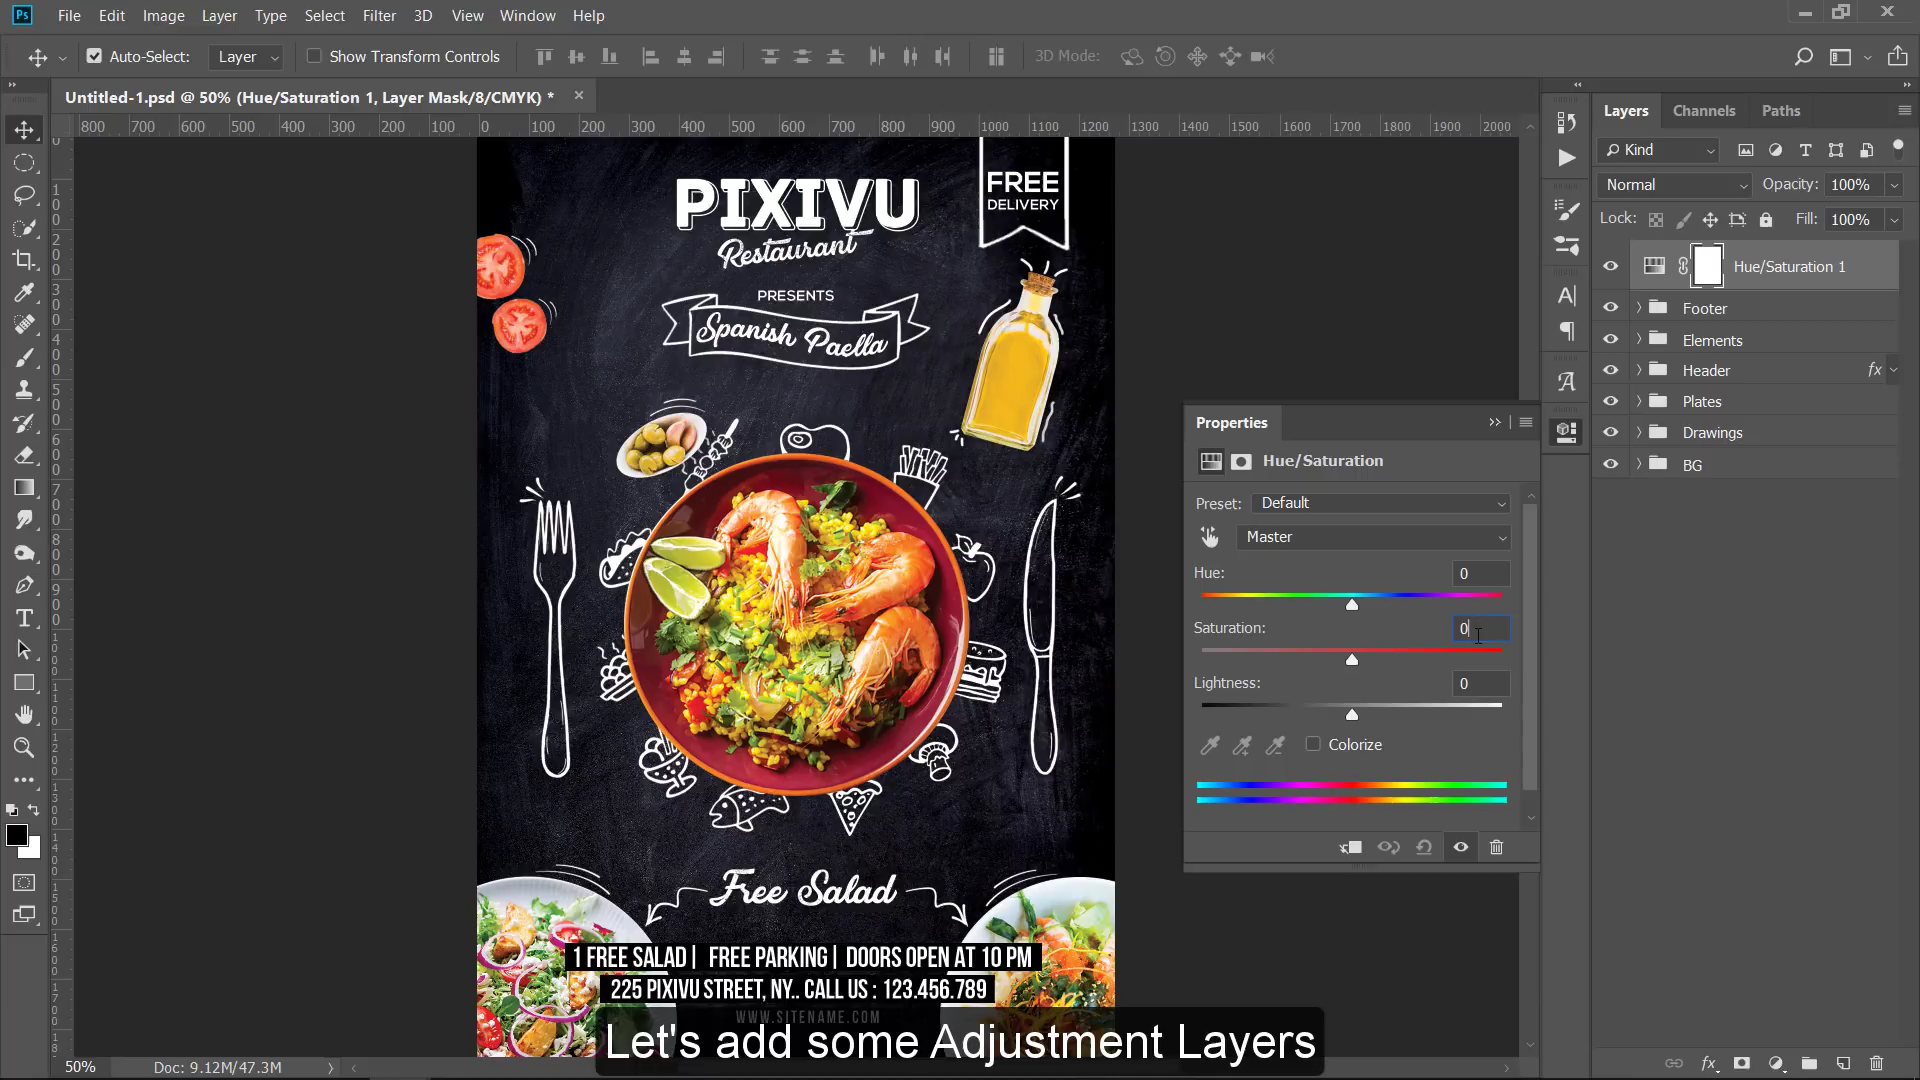 File Edit Image Layer Type Select Filter 3D View Window Help
Auto-Select: Layer Show Transform Controls 3D Mode:
Untitled-1.psd @ 50% (Hue/Saturation 1, Layer Mask/8/CMYK) *
800 700 600 500 400 300 200 100 0 100 200 300 400 500 600 700 800 900 1000 1100 1200 1300 1400 1500 1600 1700 1800 1900 2000
PIXIVU
Restaurant
FREE
DELIVERY
PRESENTS
Spanish Paella
Free Salad
1 FREE SALAD | FREE PARKING | DOORS OPEN AT 10 PM
225 PIXIVU STREET, NY.. CALL US : 123.456.789
WWW.SITENAME.COM
Let's add some Adjustment Layers
50% Doc: 9.12M/47.3M
Properties
Hue/Saturation
Preset: Default
Master
Hue: 0
Saturation: 0
Lightness: 0
Colorize
Layers Channels Paths
Kind
Normal Opacity: 100%
Lock: Fill: 100%
Hue/Saturation 1
Footer
Elements
Header fx
Plates
Drawings
BG